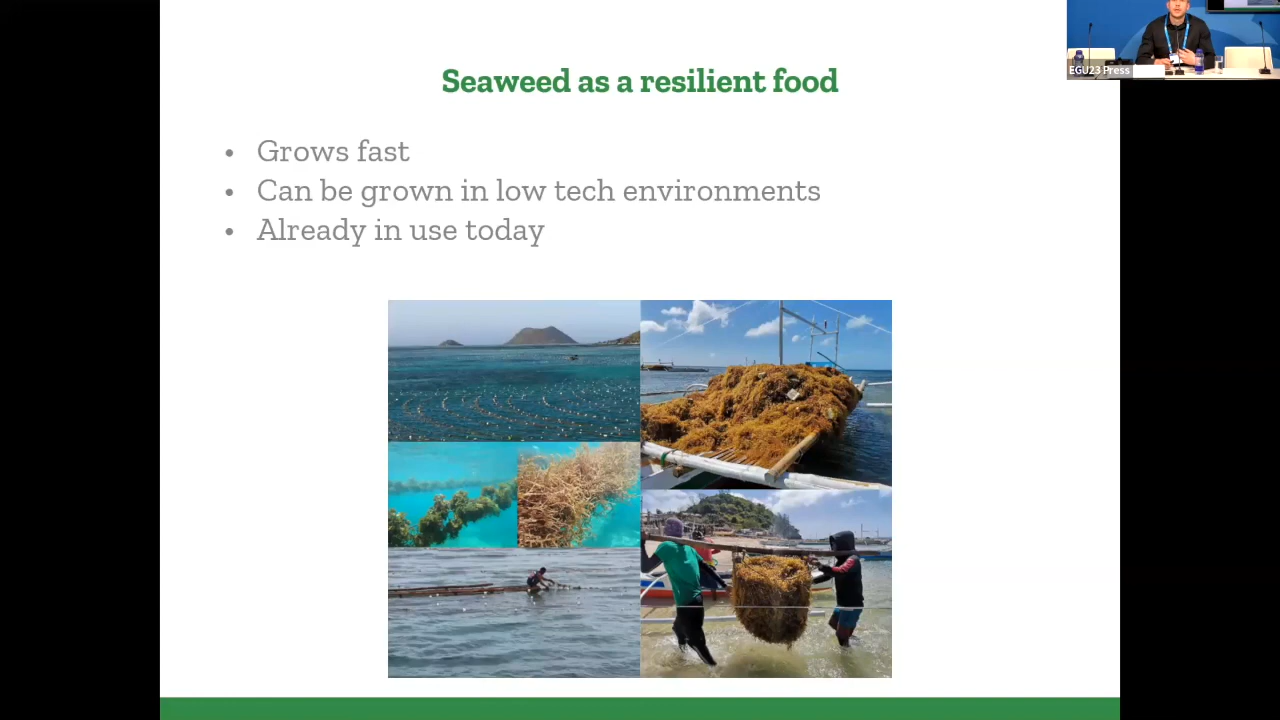 Seaweed as a resilient food
• Grows fast
• Can be grown in low tech environments
• Already in use today
EGU23 Press